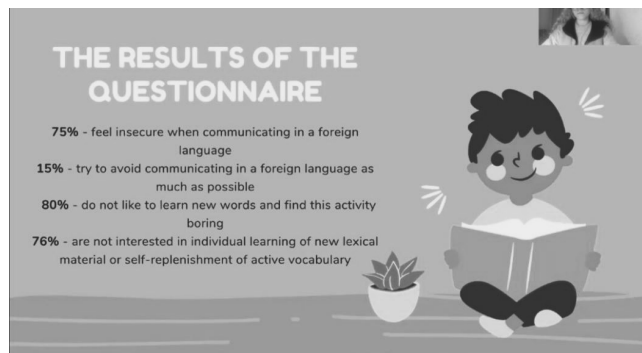 THE RESULTS OF THE
QUESTIONNAIRE
75% - feel insecure when communicating in a foreign
language
15% - try to avoid communicating in a foreign language as
much as possible
80% - do not like to learn new words and find this activity
boring
76% - are not interested in individual learning of new lexical
material or self-replenishment of active vocabulary